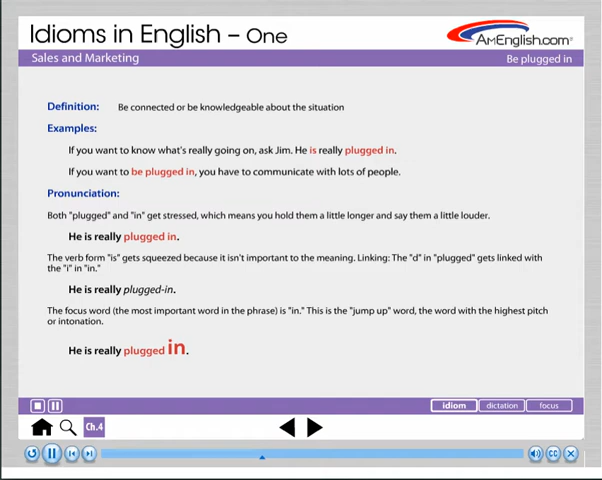 Idioms in English – One
AmEnglish.com®
Sales and Marketing
Be plugged in
Definition: Be connected or be knowledgeable about the situation
Examples:
If you want to know what's really going on, ask Jim. He is really plugged in.
If you want to be plugged in, you have to communicate with lots of people.
Pronunciation:
Both "plugged" and "in" get stressed, which means you hold them a little longer and say them a little louder.
He is really plugged in.
The verb form "is" gets squeezed because it isn't important to the meaning. Linking: The "d" in "plugged" gets linked with
the "i" in "in."
He is really plugged-in.
The focus word (the most important word in the phrase) is "in." This is the "jump up" word, the word with the highest pitch
or intonation.
He is really plugged in.
idiom
dictation
focus
Ch.4
CC